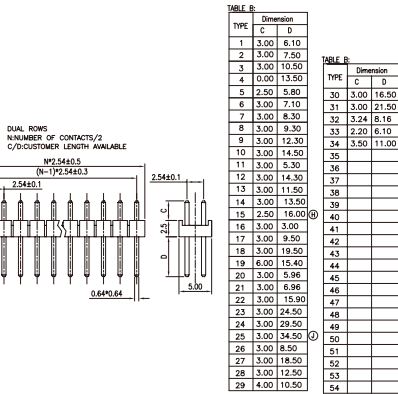 TABLE B:
TYPE Dimension
C D
1 3.00 6.10
2 3.00 7.50
3 3.00 10.50
4 0.00 13.50
5 2.50 5.80
6 3.00 7.10
7 3.00 8.30
8 3.00 9.30
9 3.00 12.30
10 3.00 14.50
11 3.00 5.30
12 3.00 14.30
13 3.00 11.50
14 3.00 13.50
15 2.50 16.00 H
16 3.00 3.00
17 3.00 9.50
18 3.00 19.50
19 6.00 15.40
20 3.00 5.96
21 3.00 6.96
22 3.00 15.90
23 3.00 24.50
24 3.00 29.50
25 3.00 34.50 J
26 3.00 8.50
27 3.00 18.50
28 3.00 12.50
29 4.00 10.50
TABLE B:
TYPE Dimension
C D
30 3.00 16.50
31 3.00 21.50
32 3.24 8.16
33 2.20 6.10
34 3.50 11.00
35
36
37
38
39
40
41
42
43
44
45
46
47
48
49
50
51
52
53
54
DUAL ROWS
N:NUMBER OF CONTACTS/2
C/D:CUSTOMER LENGTH AVAILABLE
N*2.54±0.5
(N-1)*2.54±0.3
2.54±0.1
2.54±0.1
C
2.5
D
0.64*0.64
5.00